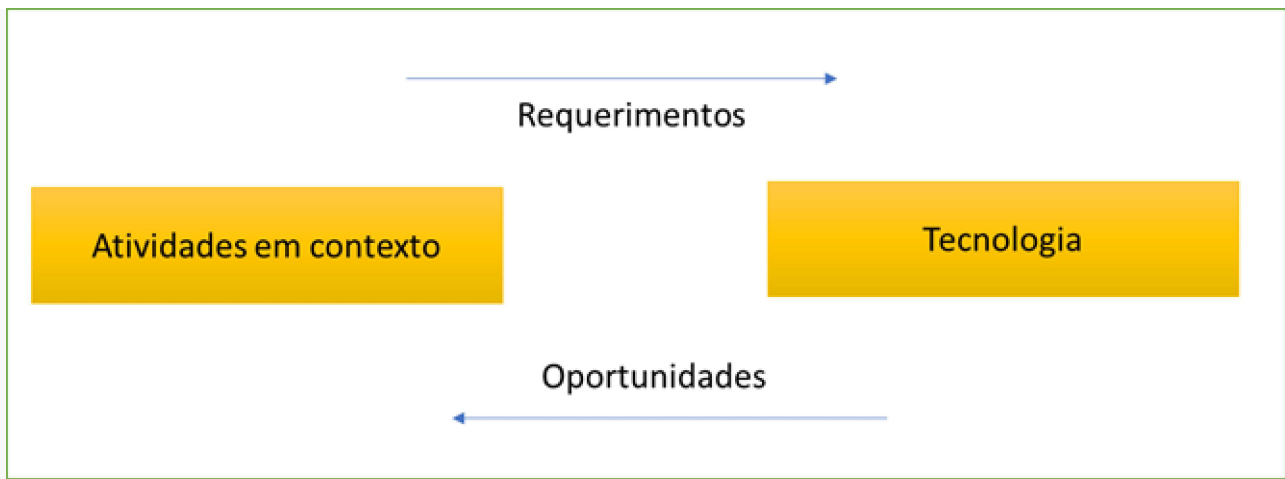 Requerimentos
Atividades em contexto
Tecnologia
Oportunidades